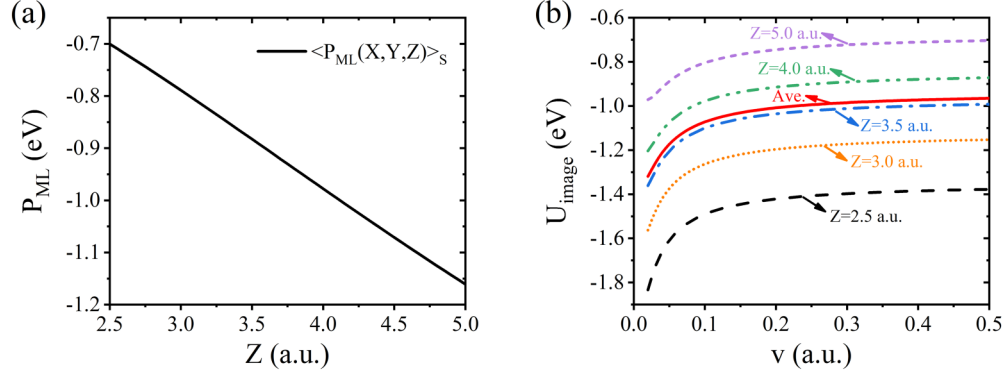 (a)
-0.7
-0.8
-0.9
-1.0
-1.1
-1.2
P_ML (eV)
<P_ML(X,Y,Z)>_S
2.5 3.0 3.5 4.0 4.5 5.0
Z (a.u.)
(b)
-0.6
-0.8
-1.0
-1.2
-1.4
-1.6
-1.8
U_image (eV)
Z=5.0 a.u.
Z=4.0 a.u.
Ave.
Z=3.5 a.u.
Z=3.0 a.u.
Z=2.5 a.u.
0.0 0.1 0.2 0.3 0.4 0.5
v (a.u.)